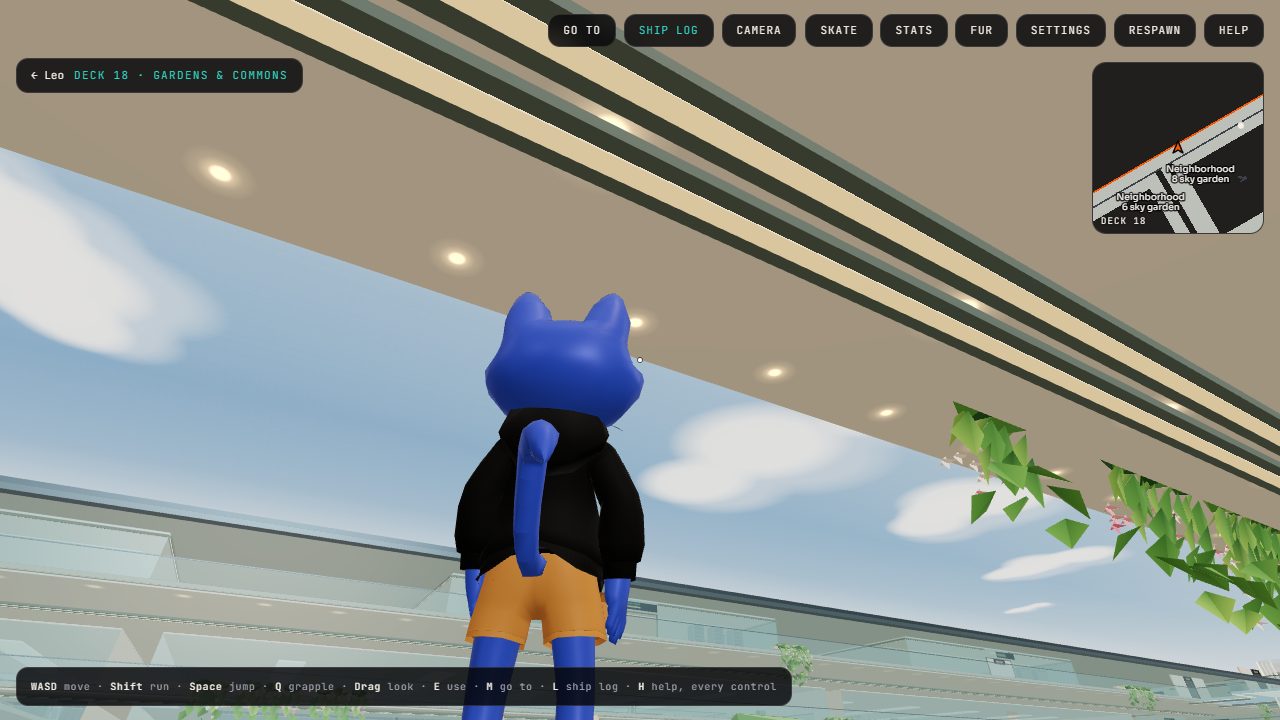 GO TO SHIP LOG CAMERA SKATE STATS FUR SETTINGS RESPAWN HELP
← Leo DECK 18 · GARDENS & COMMONS
Neighborhood
8 sky garden
Neighborhood
6 sky garden
DECK 18
WASD move · Shift run · Space jump · Q grapple · Drag look · E use · M go to · L ship log · H help, every control